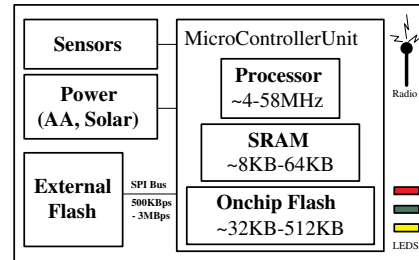 Sensors
Power
(AA, Solar)
External
Flash
SPI Bus
500KBps
- 3MBps
MicroControllerUnit
Processor
~4-58MHz
SRAM
~8KB-64KB
Onchip Flash
~32KB-512KB
Radio
LEDS